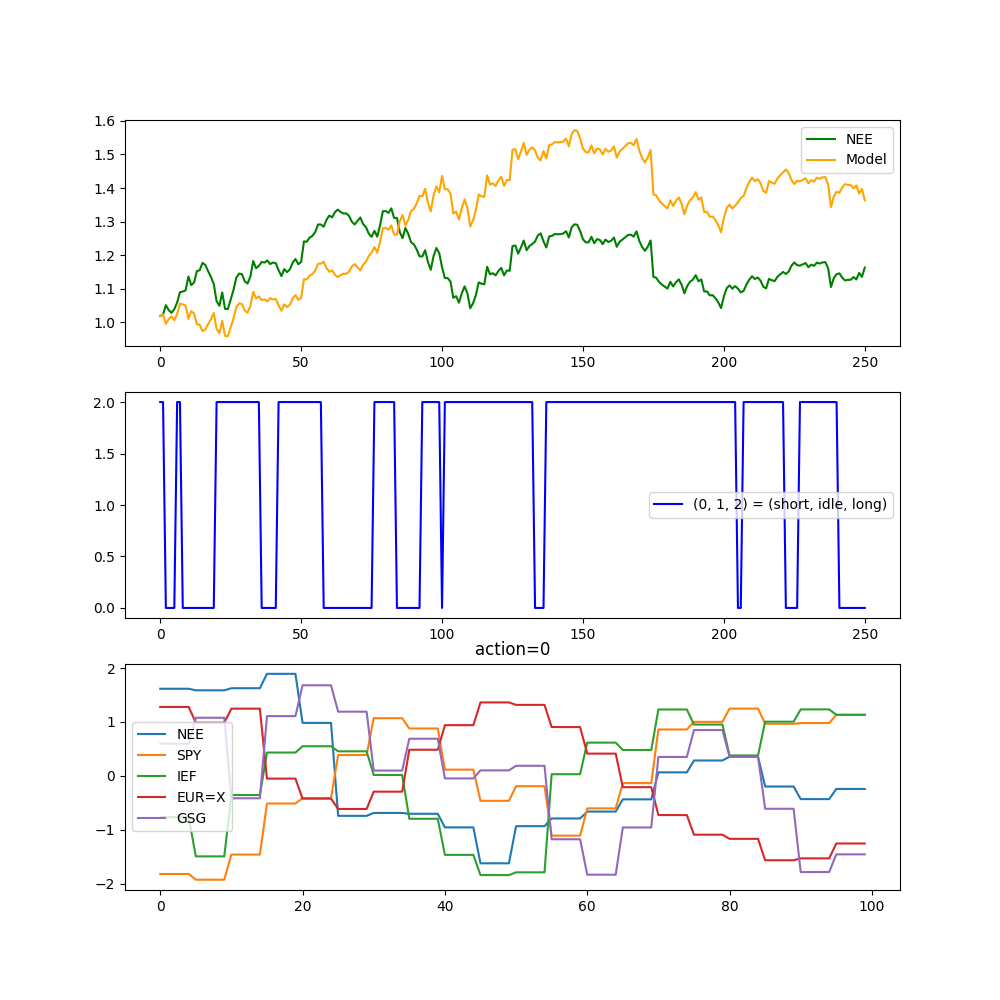 1.6
1.5
1.4
1.3
1.2
1.1
1.0
NEE
Model
0 50 100 150 200 250
2.0
1.5
1.0
0.5
0.0
(0, 1, 2) = (short, idle, long)
0 50 100 150 200 250
action=0
2
1
0
−1
−2
NEE
SPY
IEF
EUR=X
GSG
0 20 40 60 80 100